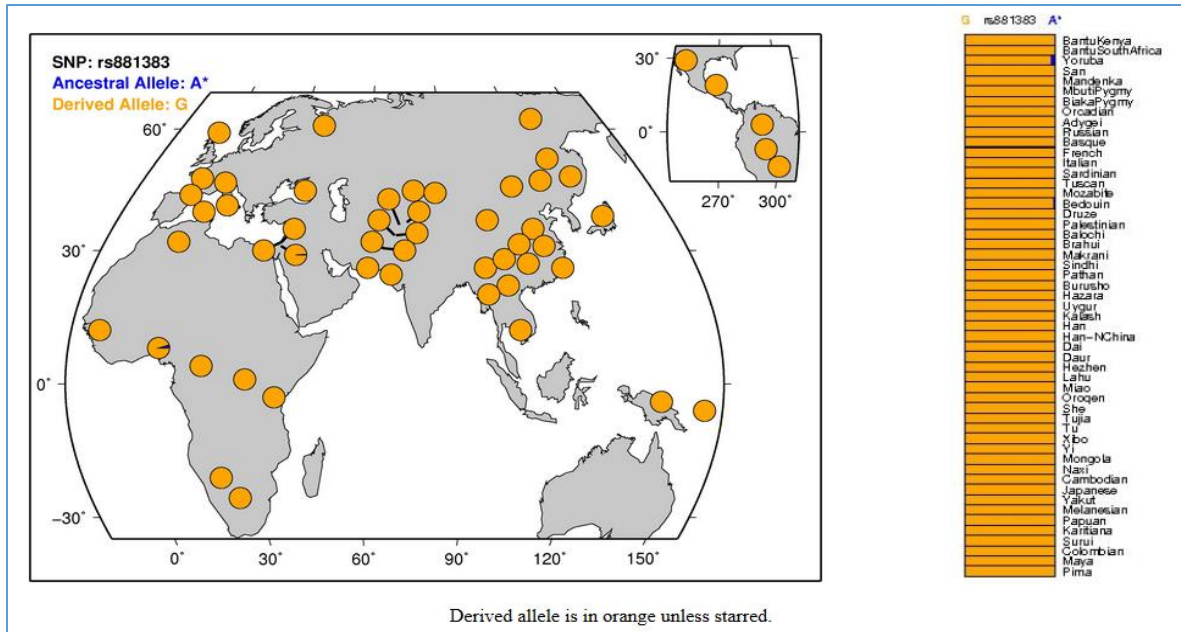 SNP: rs881383
Ancestral Allele: A*
Derived Allele: G
60˚
30˚
0˚
−30˚
0˚ 30˚ 60˚ 90˚ 120˚ 150˚
30˚
0˚
270˚ 300˚
G rs881383 A*
BantuKenya
BantuSouthAfrica
Yoruba
San
Mandenka
MbutiPygmy
BiakaPygmy
Orcadian
Adygei
Russian
Basque
French
Italian
Sardinian
Tuscan
Mozabite
Bedouin
Druze
Palestinian
Balochi
Brahui
Makrani
Sindhi
Pathan
Burusho
Hazara
Uygur
Kalash
Han
Han−NChina
Dai
Daur
Hezhen
Lahu
Miao
Oroqen
She
Tujia
Tu
Xibo
Yi
Mongola
Naxi
Cambodian
Japanese
Yakut
Melanesian
Papuan
Karitiana
Surui
Colombian
Maya
Pima
Derived allele is in orange unless starred.